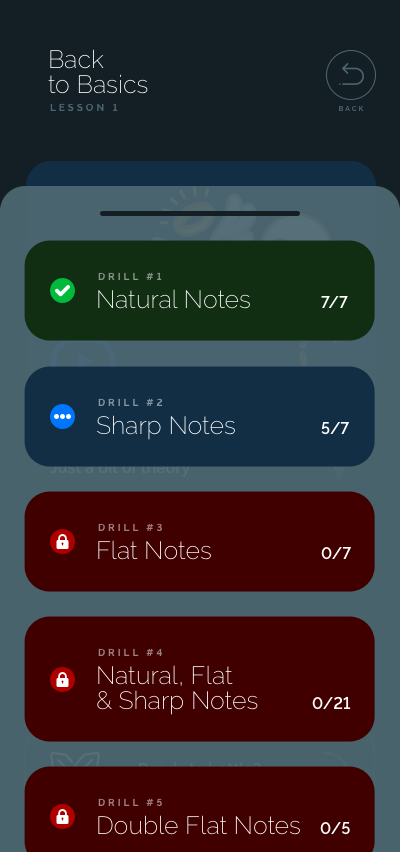 Back
to Basics
LESSON 1
BACK
DRILL #1
Natural Notes
7/7
DRILL #2
Sharp Notes
5/7
Just a bit of theory
DRILL #3
Flat Notes
0/7
DRILL #4
Natural, Flat
& Sharp Notes
0/21
DRILL #5
Double Flat Notes
0/5